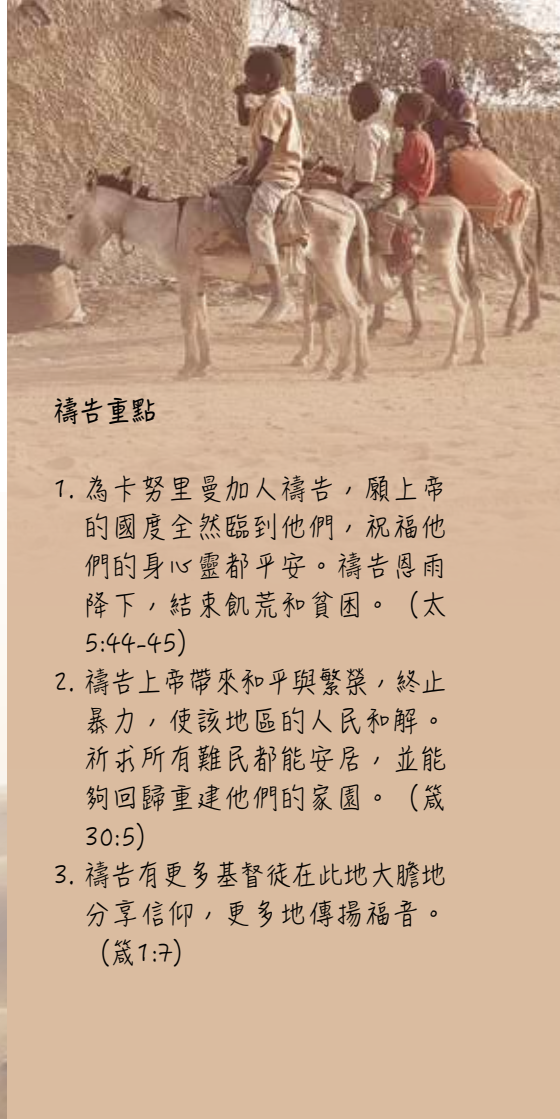 禱告重點
1. 為卡努里曼加人禱告，願上帝
的國度全然臨到他們，祝福他
們的身心靈都平安。禱告恩雨
降下，結束飢荒和貧困。（太
5:44-45)
2. 禱告上帝帶來和平與繁榮，終止
暴力，使該地區的人民和解。
祈求所有難民都能安居，並能
夠回歸重建他們的家園。（箴
30:5)
3. 禱告有更多基督徒在此地大膽地
分享信仰，更多地傳揚福音。
（箴1:7)